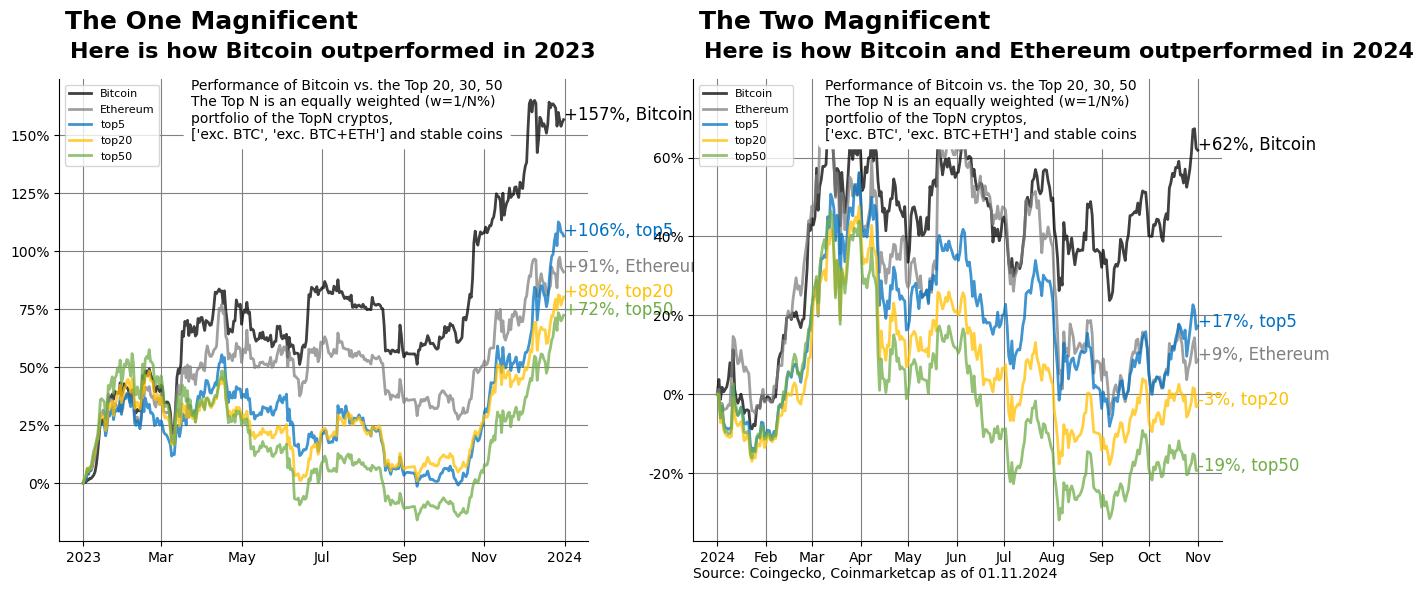 The One Magnificent
Here is how Bitcoin outperformed in 2023
Performance of Bitcoin vs. the Top 20, 30, 50
The Top N is an equally weighted (w=1/N%)
portfolio of the TopN cryptos,
['exc. BTC', 'exc. BTC+ETH'] and stable coins
Bitcoin
Ethereum
top5
top20
top50
150%
125%
100%
75%
50%
25%
0%
+157%, Bitcoin
+106%, top5
+91%, Ethereu
+80%, top20
+72%, top50
2023 Mar May Jul Sep Nov 2024
The Two Magnificent
Here is how Bitcoin and Ethereum outperformed in 2024
Performance of Bitcoin vs. the Top 20, 30, 50
The Top N is an equally weighted (w=1/N%)
portfolio of the TopN cryptos,
['exc. BTC', 'exc. BTC+ETH'] and stable coins
Bitcoin
Ethereum
top5
top20
top50
60%
40%
20%
0%
-20%
+62%, Bitcoin
+17%, top5
+9%, Ethereum
-3%, top20
-19%, top50
2024 Feb Mar Apr May Jun Jul Aug Sep Oct Nov
Source: Coingecko, Coinmarketcap as of 01.11.2024